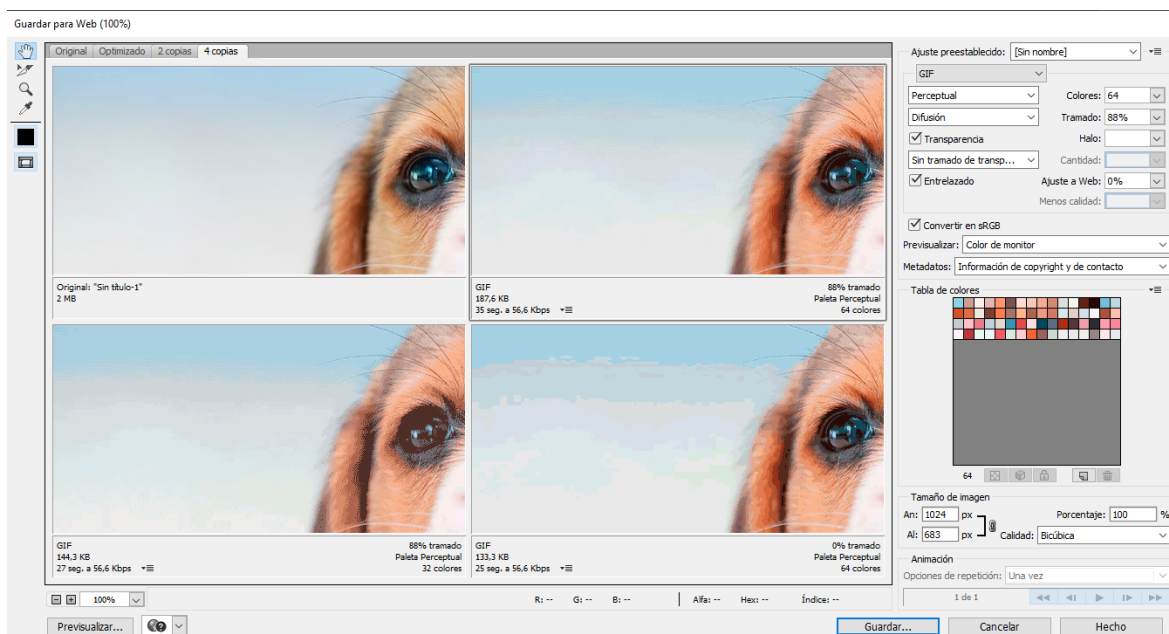 Guardar para Web (100%)
Original Optimizado 2 copias 4 copias
Original: "Sin título-1"
2 MB
GIF 88% tramado
187,6 KB Paleta Perceptual
35 seg. a 56,6 Kbps 64 colores
GIF 88% tramado
144,3 KB Paleta Perceptual
27 seg. a 56,6 Kbps 32 colores
GIF 0% tramado
133,3 KB Paleta Perceptual
25 seg. a 56,6 Kbps 64 colores
100% R: -- G: -- B: -- Alfa: -- Hex: -- Índice: --
Previsualizar...
Ajuste preestablecido: [Sin nombre]
GIF
Perceptual Colores: 64
Difusión Tramado: 88%
Transparencia Halo:
Sin tramado de transp... Cantidad:
Entrelazado Ajuste a Web: 0%
Menos calidad:
Convertir en sRGB
Previsualizar: Color de monitor
Metadatos: Información de copyright y de contacto
Tabla de colores
64
Tamaño de imagen
An: 1024 px Porcentaje: 100 %
Al: 683 px Calidad: Bicúbica
Animación
Opciones de repetición: Una vez
1 de 1
Guardar... Cancelar Hecho